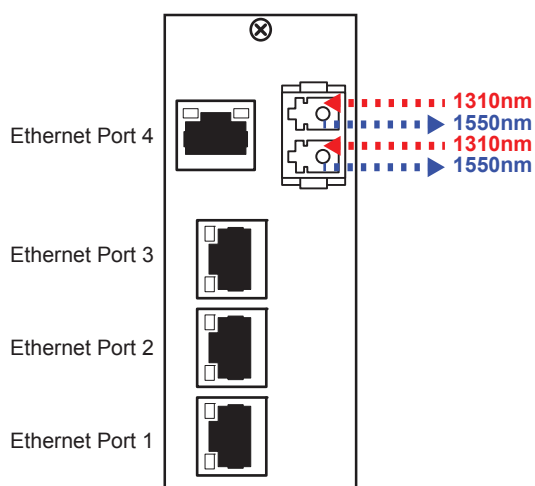 1310nm
1550nm
Ethernet Port 4
1310nm
1550nm
Ethernet Port 3
Ethernet Port 2
Ethernet Port 1